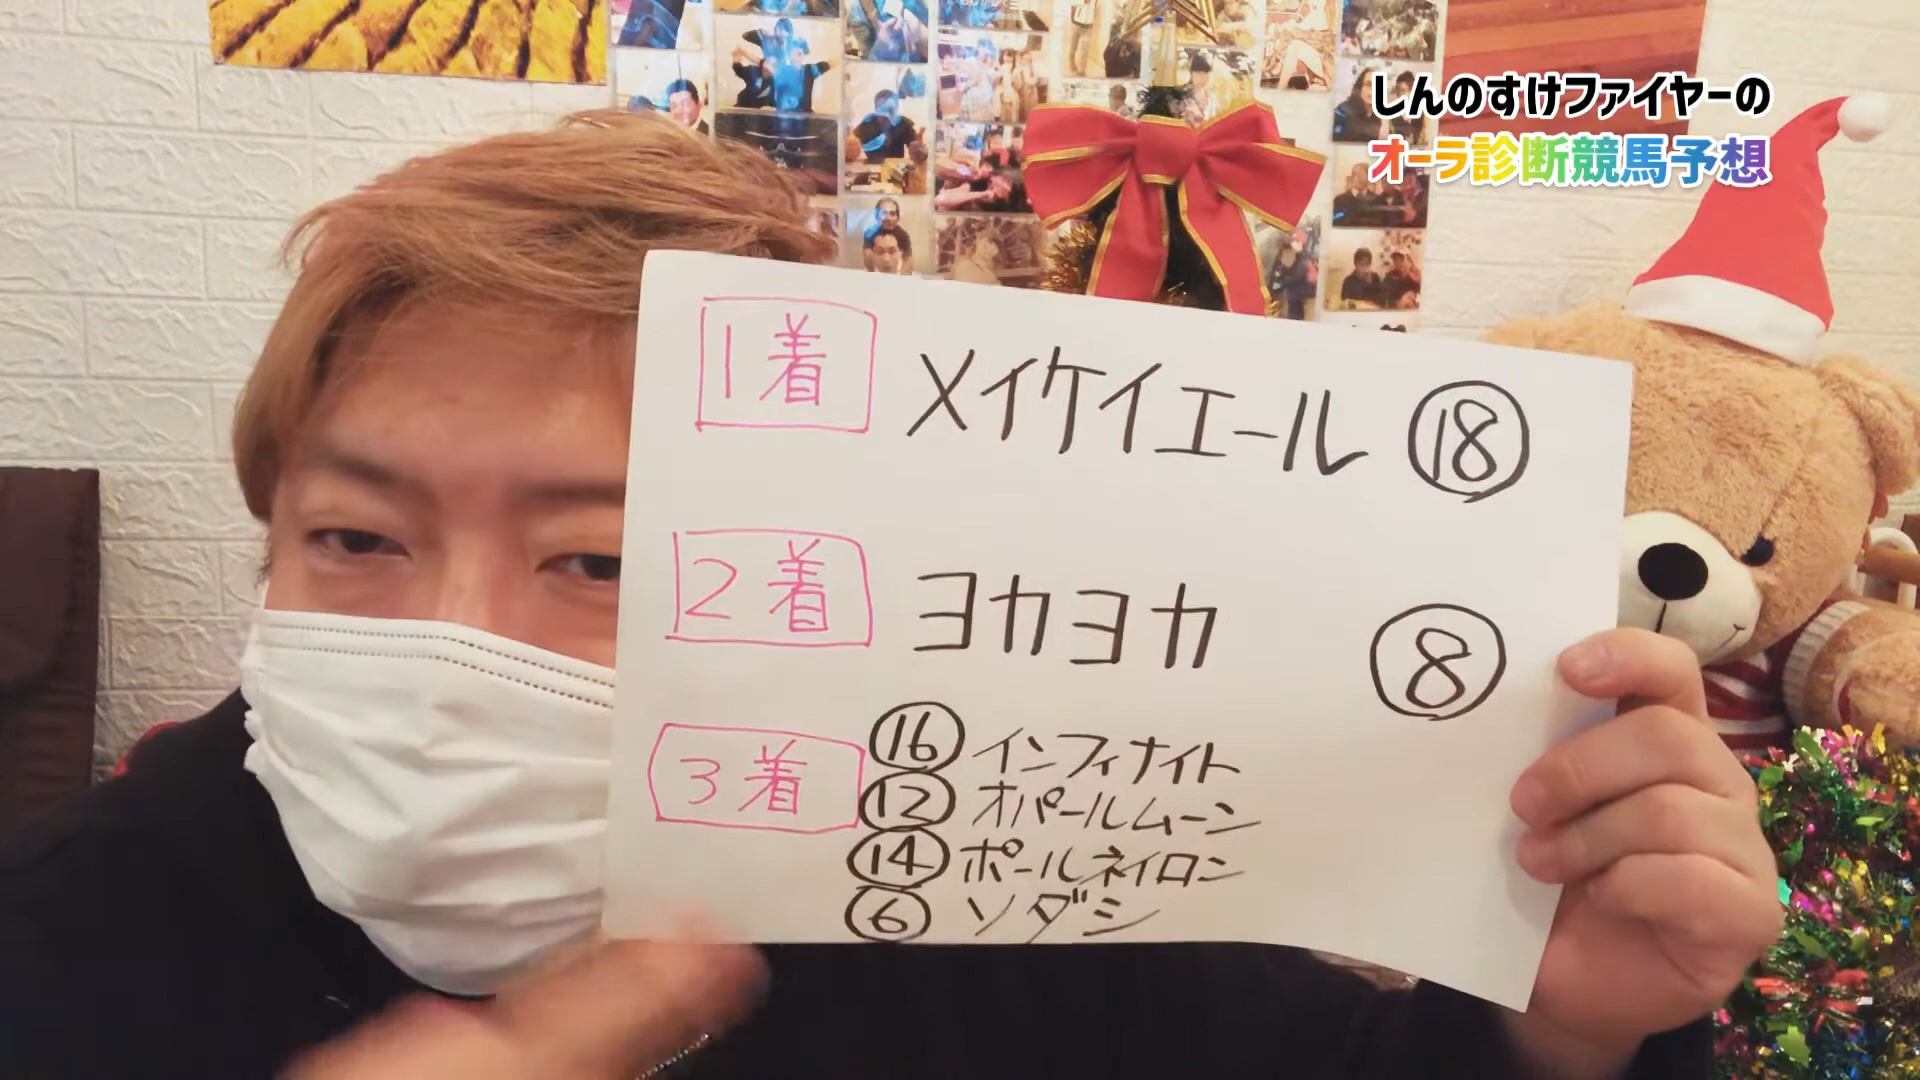 しんのすけファイヤーの
オーラ診断競馬予想
1着 メイケイエール ⑱
2着 ヨカヨカ ⑧
3着 ⑯ インフィナイト
⑫ オパールムーン
⑭ ポールネイロン
⑥ ソダシ